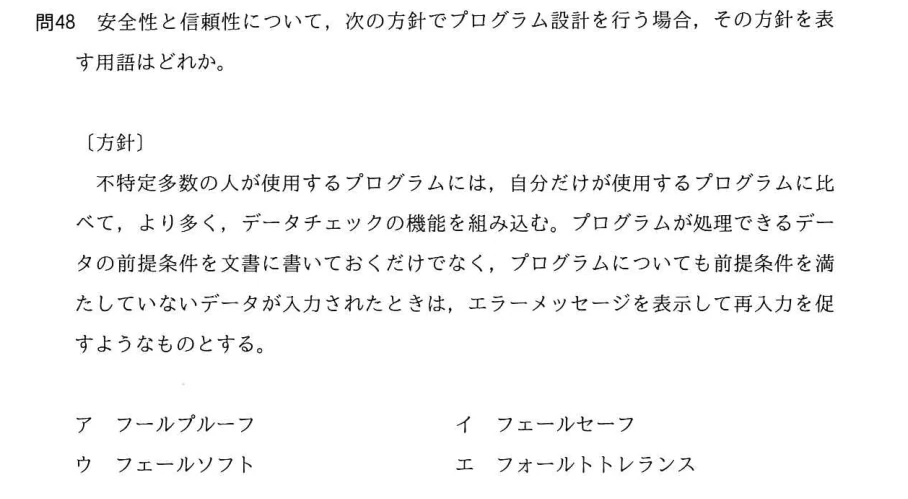 問48 安全性と信頼性について，次の方針でプログラム設計を行う場合，その方針を表
す用語はどれか。
〔方針〕
不特定多数の人が使用するプログラムには，自分だけが使用するプログラムに比
べて，より多く，データチェックの機能を組み込む。プログラムが処理できるデー
タの前提条件を文書に書いておくだけでなく，プログラムについても前提条件を満
たしていないデータが入力されたときは，エラーメッセージを表示して再入力を促
すようなものとする。
ア フールプルーフ イ フェールセーフ
ウ フェールソフト エ フォールトトレランス